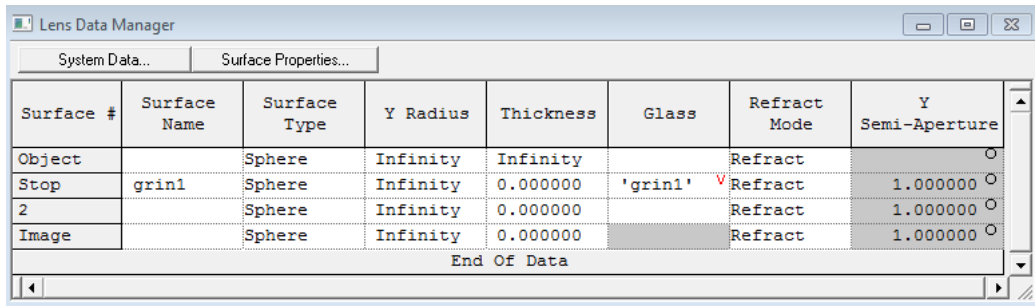 Lens Data Manager
System Data... Surface Properties...
Surface # Surface Name Surface Type Y Radius Thickness Glass Refract Mode Y Semi-Aperture
Object Sphere Infinity Infinity Refract
Stop grin1 Sphere Infinity 0.000000 'grin1' V Refract 1.000000
2 Sphere Infinity 0.000000 Refract 1.000000
Image Sphere Infinity 0.000000 Refract 1.000000
End Of Data